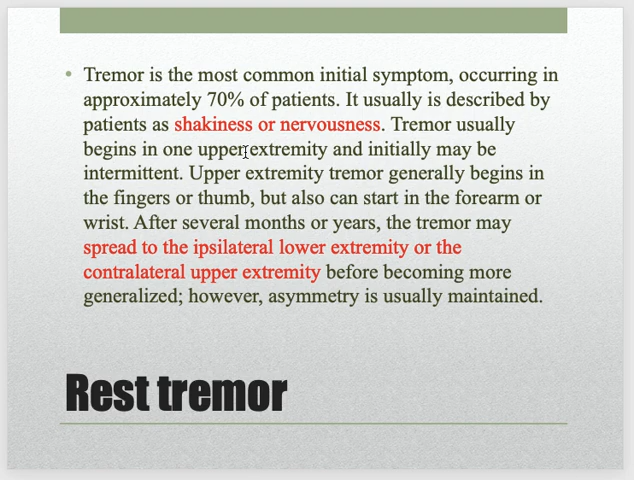 • Tremor is the most common initial symptom, occurring in
approximately 70% of patients. It usually is described by
patients as shakiness or nervousness. Tremor usually
begins in one upper extremity and initially may be
intermittent. Upper extremity tremor generally begins in
the fingers or thumb, but also can start in the forearm or
wrist. After several months or years, the tremor may
spread to the ipsilateral lower extremity or the
contralateral upper extremity before becoming more
generalized; however, asymmetry is usually maintained.
Rest tremor